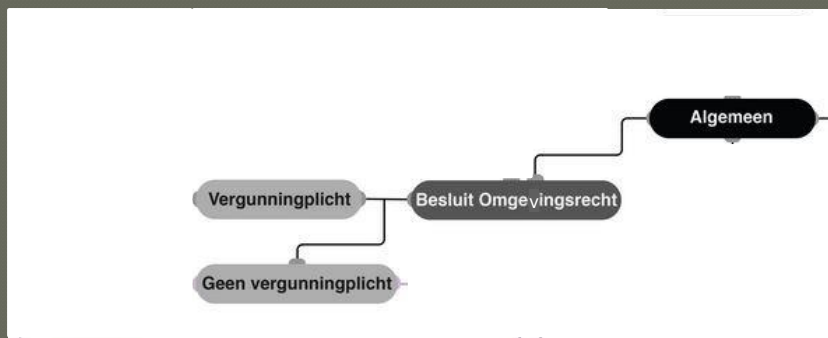 Algemeen
Vergunningplicht
Besluit Omgevingsrecht
Geen vergunningplicht